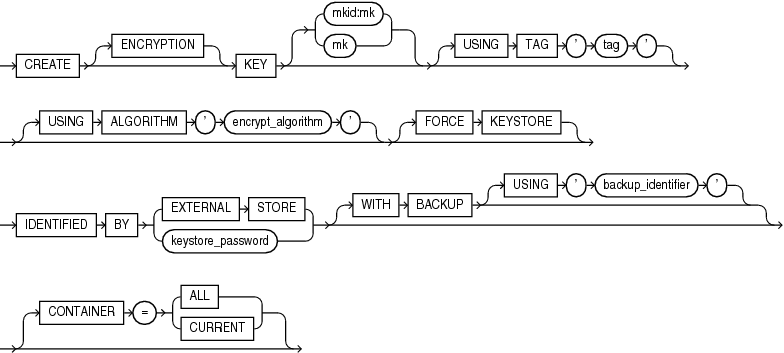 CREATE ENCRYPTION KEY mkid:mk USING TAG ' tag '
mk
USING ALGORITHM ' encrypt_algorithm ' FORCE KEYSTORE
IDENTIFIED BY EXTERNAL STORE WITH BACKUP USING ' backup_identifier '
keystore_password
CONTAINER = ALL
CURRENT